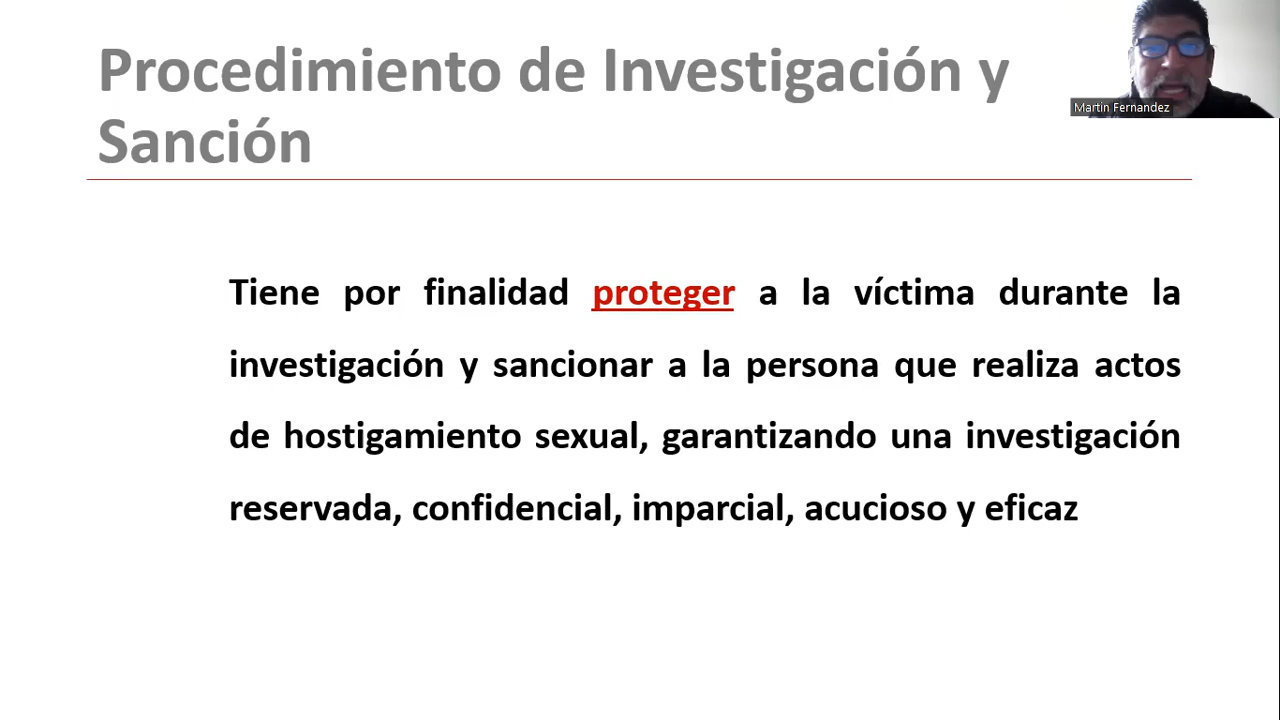 Procedimiento de Investigación y
Sanción
Martin Fernandez
Tiene por finalidad proteger a la víctima durante la
investigación y sancionar a la persona que realiza actos
de hostigamiento sexual, garantizando una investigación
reservada, confidencial, imparcial, acucioso y eficaz